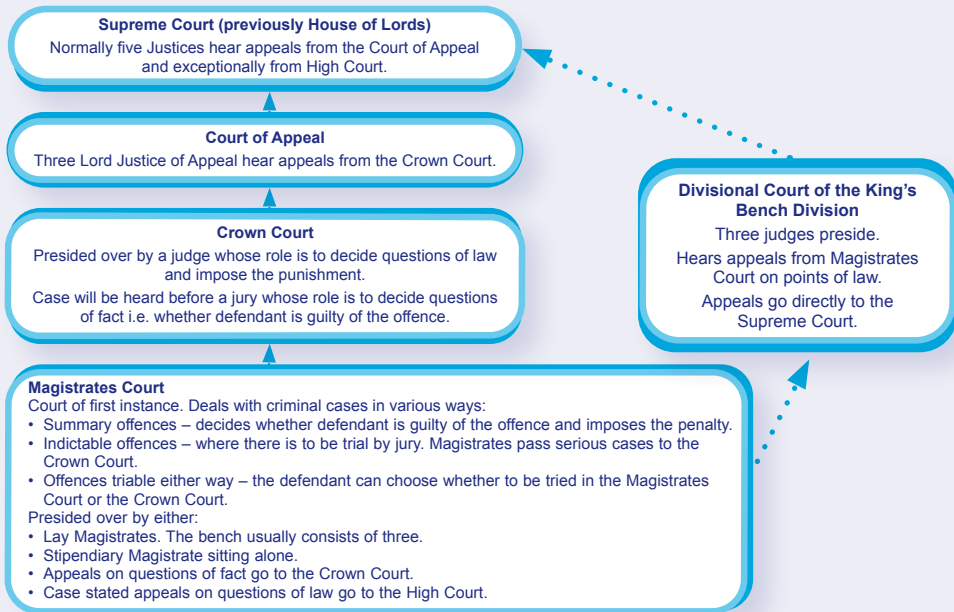 Supreme Court (previously House of Lords)
Normally five Justices hear appeals from the Court of Appeal
and exceptionally from High Court.
Court of Appeal
Three Lord Justice of Appeal hear appeals from the Crown Court.
Crown Court
Presided over by a judge whose role is to decide questions of law
and impose the punishment.
Case will be heard before a jury whose role is to decide questions
of fact i.e. whether defendant is guilty of the offence.
Divisional Court of the King's
Bench Division
Three judges preside.
Hears appeals from Magistrates
Court on points of law.
Appeals go directly to the
Supreme Court.
Magistrates Court
Court of first instance. Deals with criminal cases in various ways:
• Summary offences – decides whether defendant is guilty of the offence and imposes the penalty.
• Indictable offences – where there is to be trial by jury. Magistrates pass serious cases to the
Crown Court.
• Offences triable either way – the defendant can choose whether to be tried in the Magistrates
Court or the Crown Court.
Presided over by either:
• Lay Magistrates. The bench usually consists of three.
• Stipendiary Magistrate sitting alone.
• Appeals on questions of fact go to the Crown Court.
• Case stated appeals on questions of law go to the High Court.